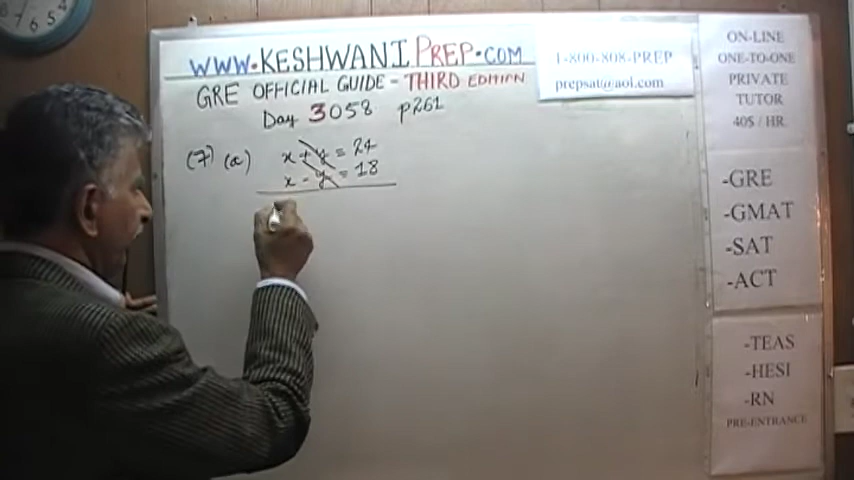 WWW.KESHWANIPREP.COM
GRE OFFICIAL GUIDE - THIRD EDITION
Day 3058 p261
(7) (a) x + y = 24
x - y = 18
1-800-808-PREP
prepsat@aol.com
ON-LINE
ONE-TO-ONE
PRIVATE
TUTOR
40$ / HR
-GRE
-GMAT
-SAT
-ACT
-TEAS
-HESI
-RN
PRE-ENTRANCE